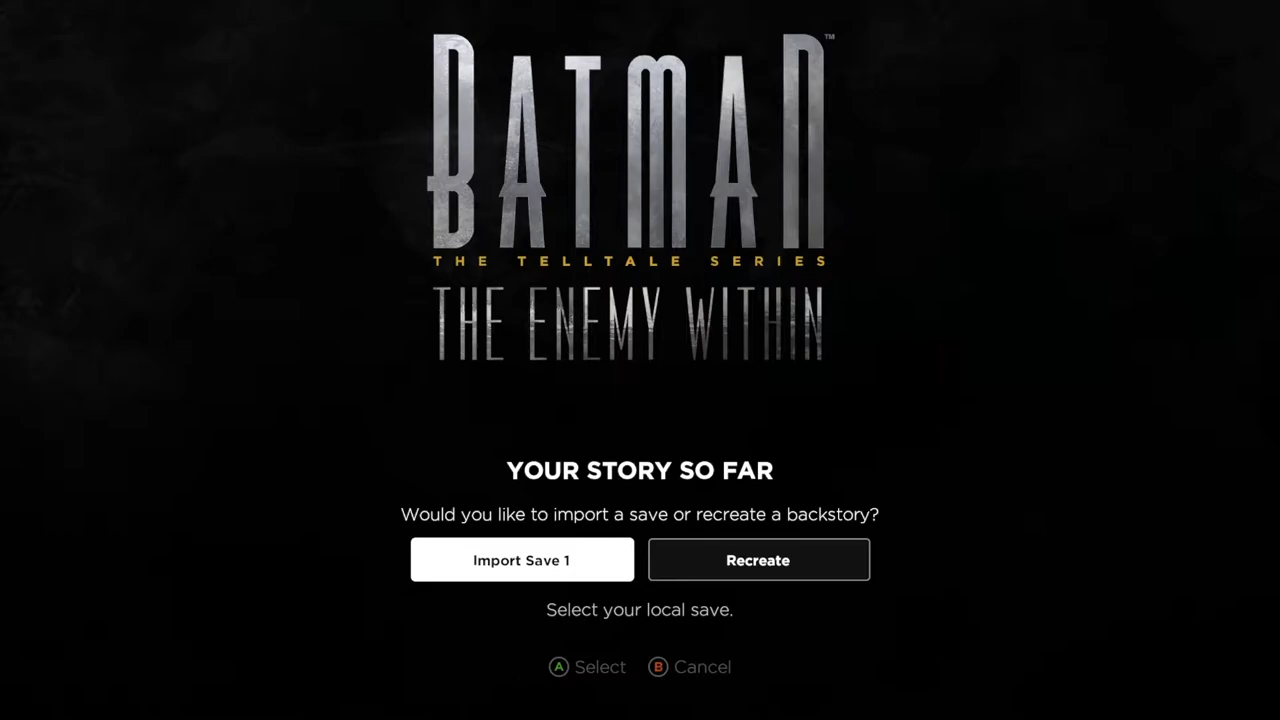 BATMAN™
THE TELLTALE SERIES
THE ENEMY WITHIN
YOUR STORY SO FAR
Would you like to import a save or recreate a backstory?
Import Save 1 Recreate
Select your local save.
A Select B Cancel